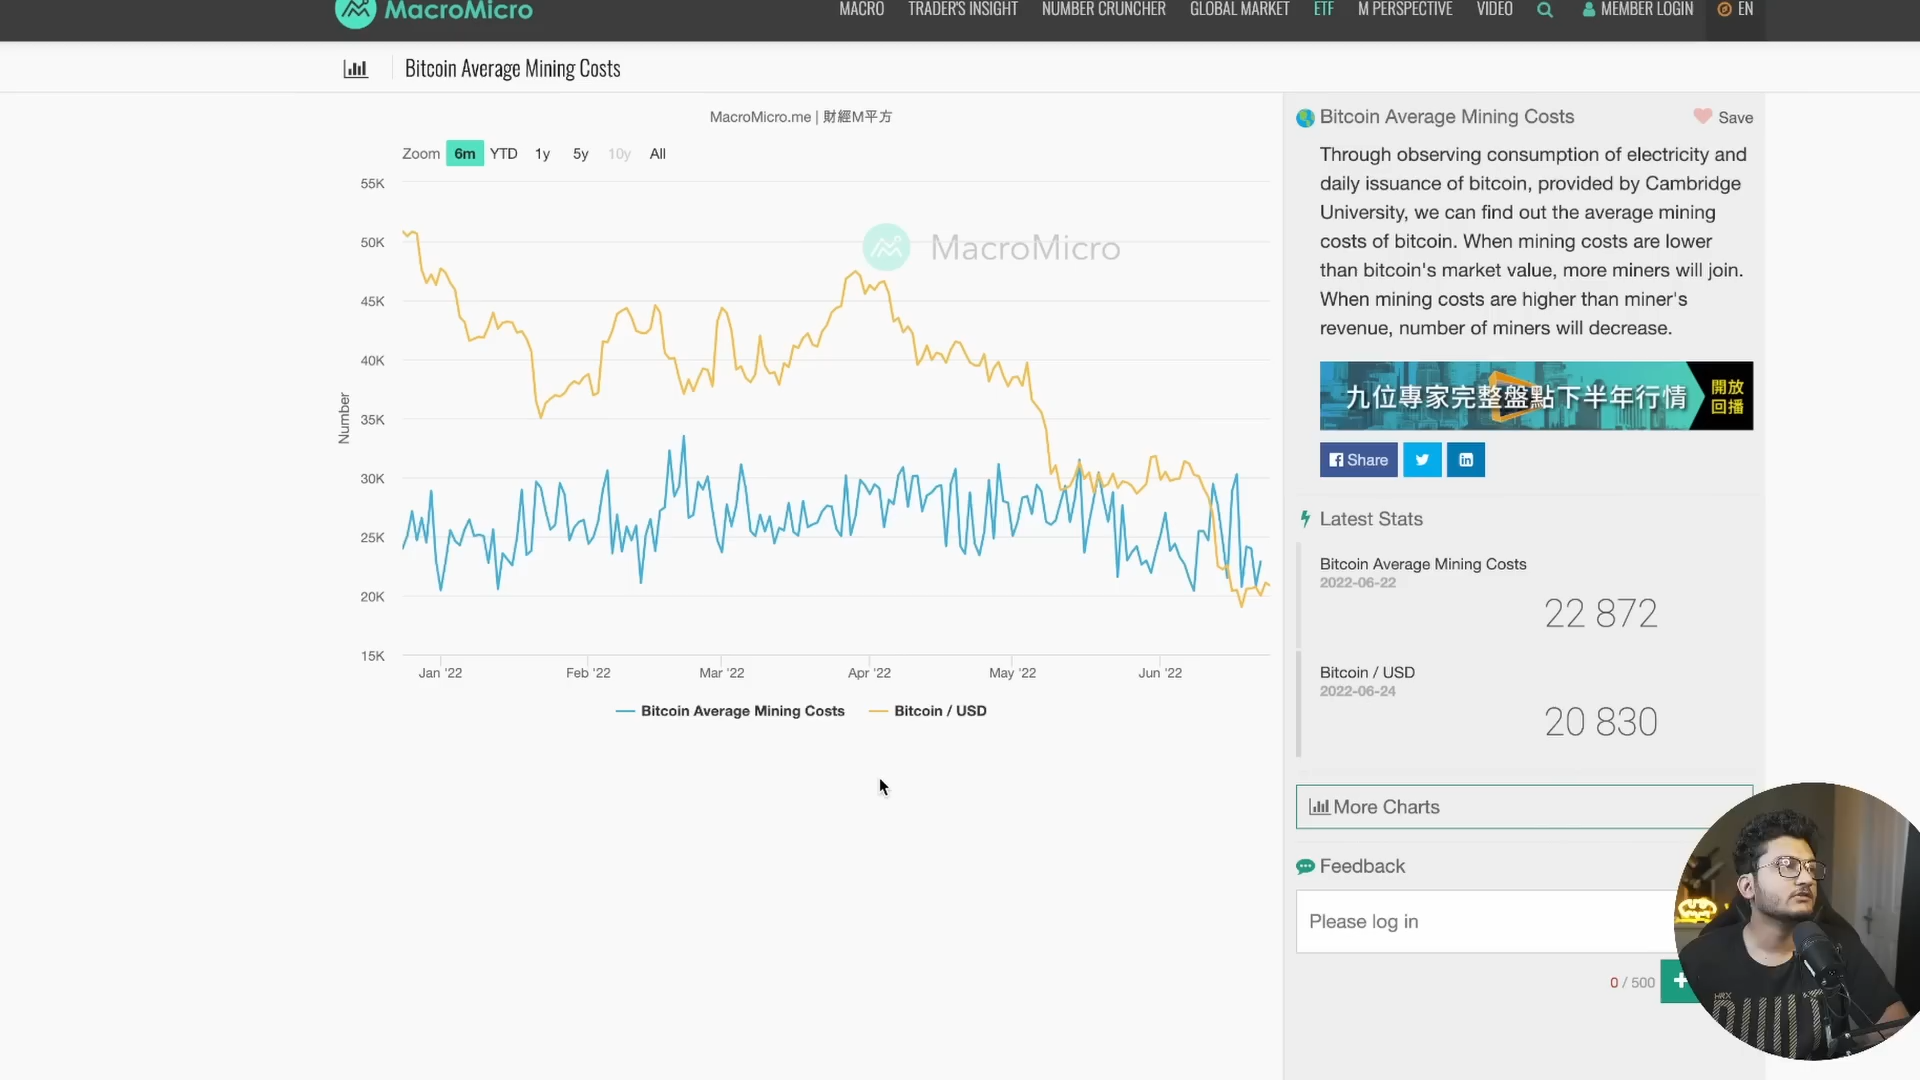 MacroMicro
MACRO TRADER'S INSIGHT NUMBER CRUNCHER GLOBAL MARKET ETF M PERSPECTIVE VIDEO MEMBER LOGIN EN
Bitcoin Average Mining Costs
MacroMicro.me | 財經M平方
Zoom 6m YTD 1y 5y 10y All
55K
50K
45K
40K
35K
30K
25K
20K
15K
Number
MacroMicro
Jan '22 Feb '22 Mar '22 Apr '22 May '22 Jun '22
Bitcoin Average Mining Costs Bitcoin / USD
Bitcoin Average Mining Costs Save
Through observing consumption of electricity and
daily issuance of bitcoin, provided by Cambridge
University, we can find out the average mining
costs of bitcoin. When mining costs are lower
than bitcoin's market value, more miners will join.
When mining costs are higher than miner's
revenue, number of miners will decrease.
九位專家完整盤點下半年行情
開放
回播
Share
Latest Stats
Bitcoin Average Mining Costs
2022-06-22
22 872
Bitcoin / USD
2022-06-24
20 830
More Charts
Feedback
Please log in
0 / 500
HRX